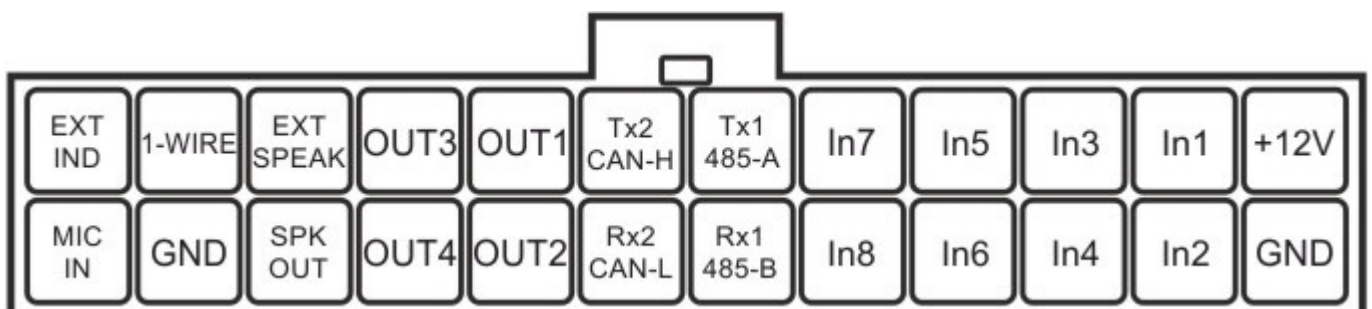 EXT IND 1-WIRE EXT SPEAK OUT3 OUT1 Tx2 CAN-H Tx1 485-A In7 In5 In3 In1 +12V
MIC IN GND SPK OUT OUT4 OUT2 Rx2 CAN-L Rx1 485-B In8 In6 In4 In2 GND